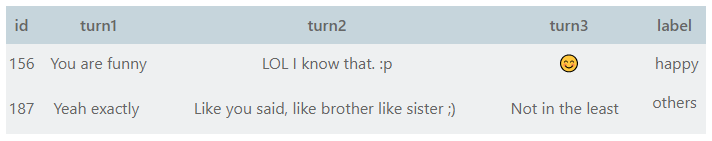 id turn1 turn2 turn3 label
156 You are funny LOL I know that. :p 😊 happy
187 Yeah exactly Like you said, like brother like sister ;) Not in the least others